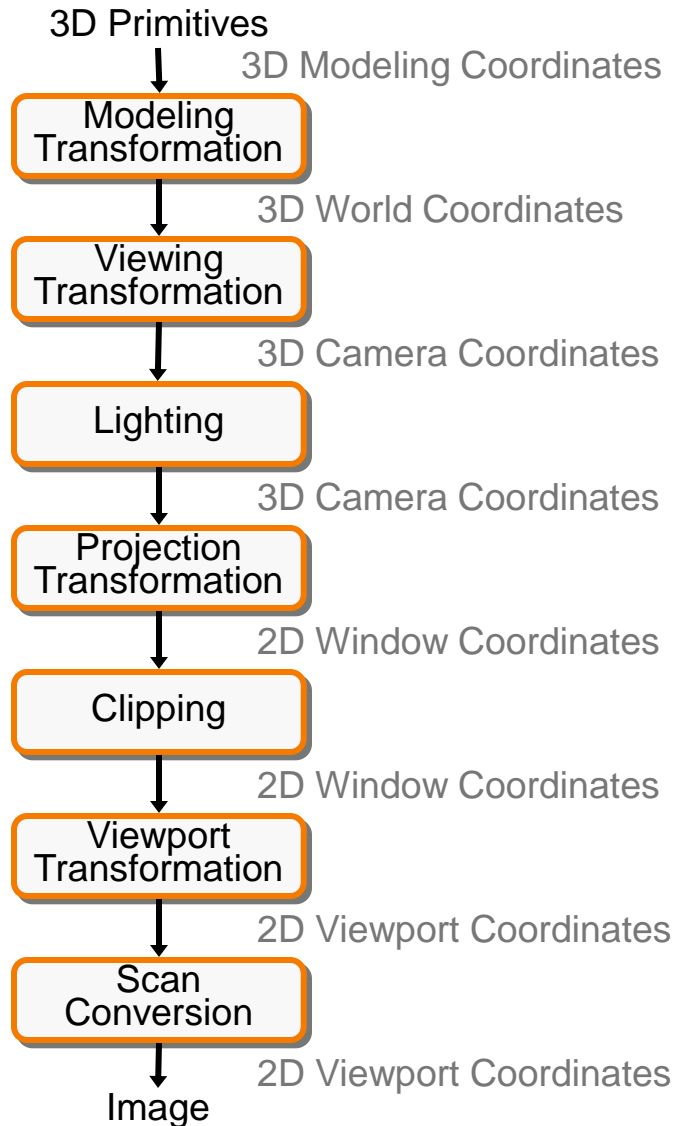 3D Primitives
3D Modeling Coordinates
Modeling
Transformation
3D World Coordinates
Viewing
Transformation
3D Camera Coordinates
Lighting
3D Camera Coordinates
Projection
Transformation
2D Window Coordinates
Clipping
2D Window Coordinates
Viewport
Transformation
2D Viewport Coordinates
Scan
Conversion
2D Viewport Coordinates
Image